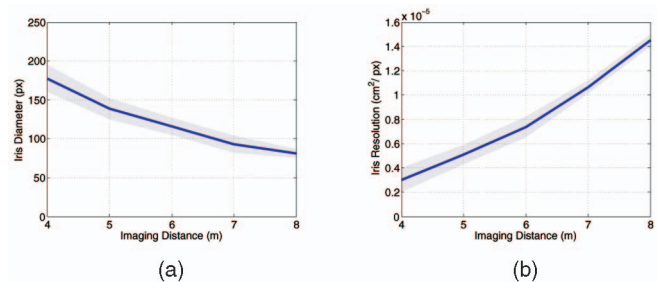 250
200
150
100
50
0
4 5 6 7 8
Iris Diameter (px)
Imaging Distance (m)
(a)
1.6 x 10⁻⁵
1.4
1.2
1
0.8
0.6
0.4
0.2
0
4 5 6 7 8
Iris Resolution (cm²/ px)
Imaging Distance (m)
(b)